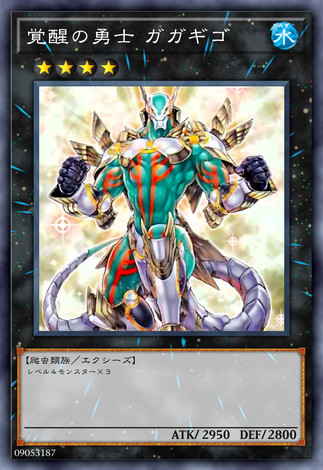 覚醒の勇士 ガガギゴ
水
【爬虫類族／エクシーズ】
レベル４モンスター×３
ATK/ 2950 DEF/2800
09053187